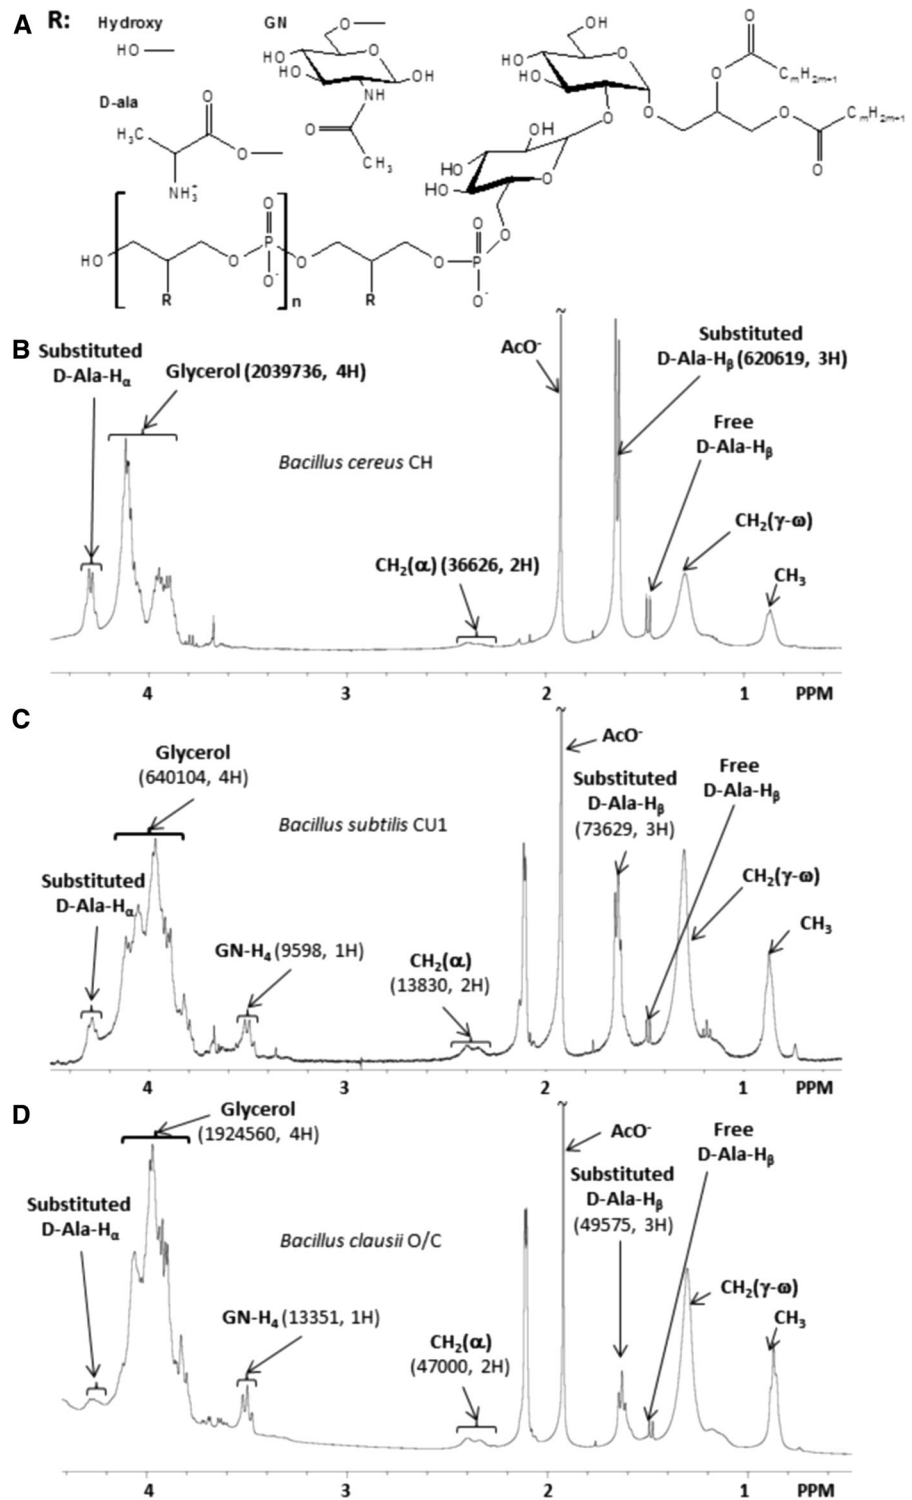 A R:
Hydroxy
HO
GN
O
HO
HO
O
OH
NH
O
CH₃
D-ala
O
H₃C
O
NH₃⁺
OH
HO
HO
O
O
O
O
CₘH₂ₘ₊₁
O
O
CₘH₂ₘ₊₁
O
O
OH
HO
HO
O
O
HO
O
O
P
O⁻
R
n
O
R
O
O
P
O⁻
B
Substituted
D-Ala-Hα
Glycerol (2039736, 4H)
Bacillus cereus CH
CH₂(α) (36626, 2H)
AcO⁻
~
Substituted
D-Ala-Hβ (620619, 3H)
Free
D-Ala-Hβ
CH₂(γ-ω)
CH₃
4 3 2 1 PPM
C
Glycerol
(640104, 4H)
Substituted
D-Ala-Hα
Bacillus subtilis CU1
GN-H₄ (9598, 1H)
CH₂(α)
(13830, 2H)
~
AcO⁻
Substituted
D-Ala-Hβ
(73629, 3H)
Free
D-Ala-Hβ
CH₂(γ-ω)
CH₃
4 3 2 1 PPM
D
Glycerol
(1924560, 4H)
Substituted
D-Ala-Hα
Bacillus clausii O/C
GN-H₄ (13351, 1H)
CH₂(α)
(47000, 2H)
~
AcO⁻
Substituted
D-Ala-Hβ
(49575, 3H)
Free
D-Ala-Hβ
CH₂(γ-ω)
CH₃
4 3 2 1 PPM